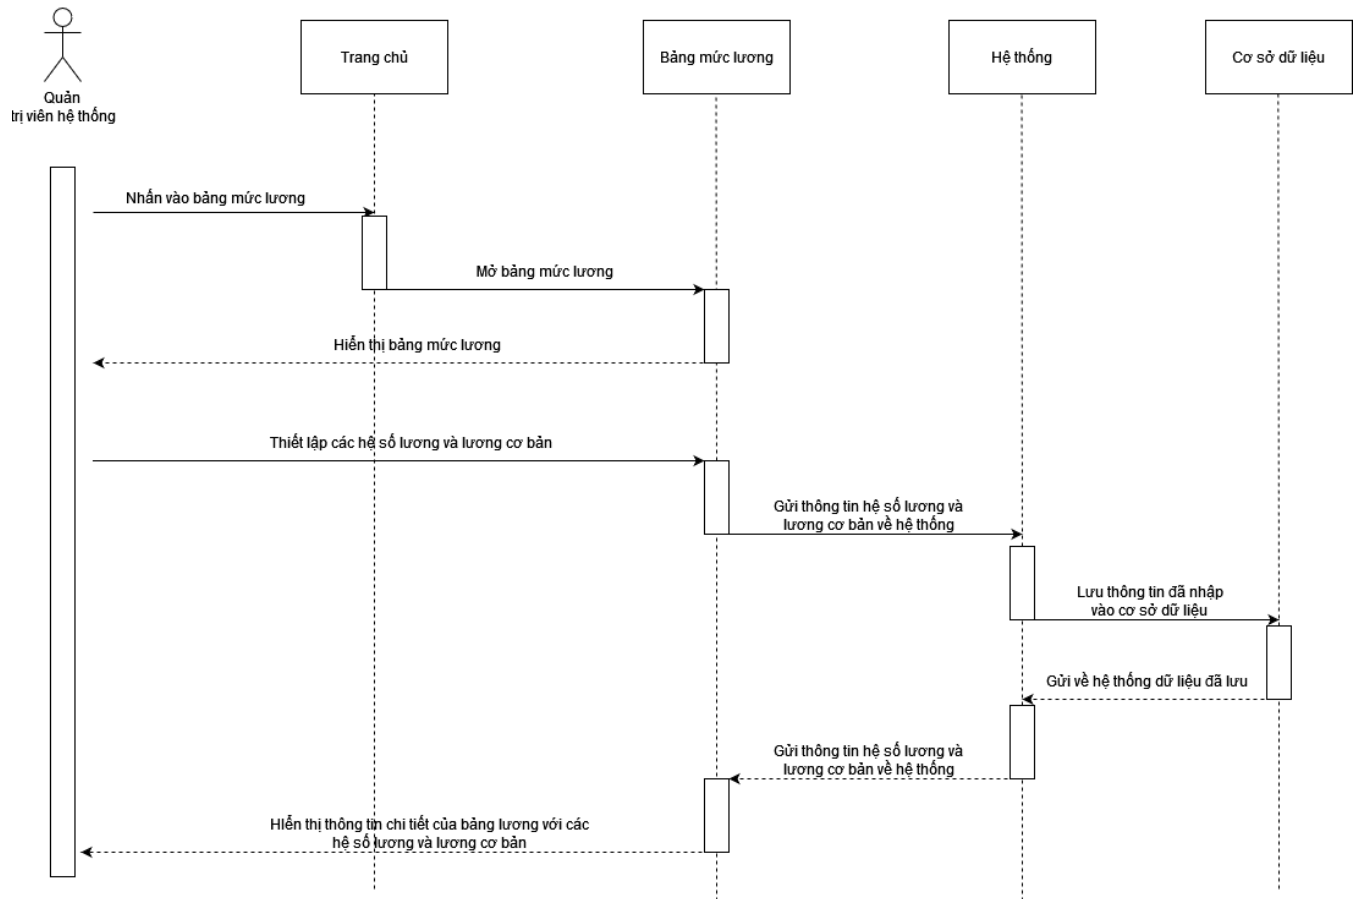 Quản
trị viên hệ thống
Trang chủ
Bảng mức lương
Hệ thống
Cơ sở dữ liệu
Nhấn vào bảng mức lương
Mở bảng mức lương
Hiển thị bảng mức lương
Thiết lập các hệ số lương và lương cơ bản
Gửi thông tin hệ số lương và
lương cơ bản về hệ thống
Lưu thông tin đã nhập
vào cơ sở dữ liệu
Gửi về hệ thống dữ liệu đã lưu
Gửi thông tin hệ số lương và
lương cơ bản về hệ thống
HIển thị thông tin chi tiết của bảng lương với các
hệ số lương và lương cơ bản